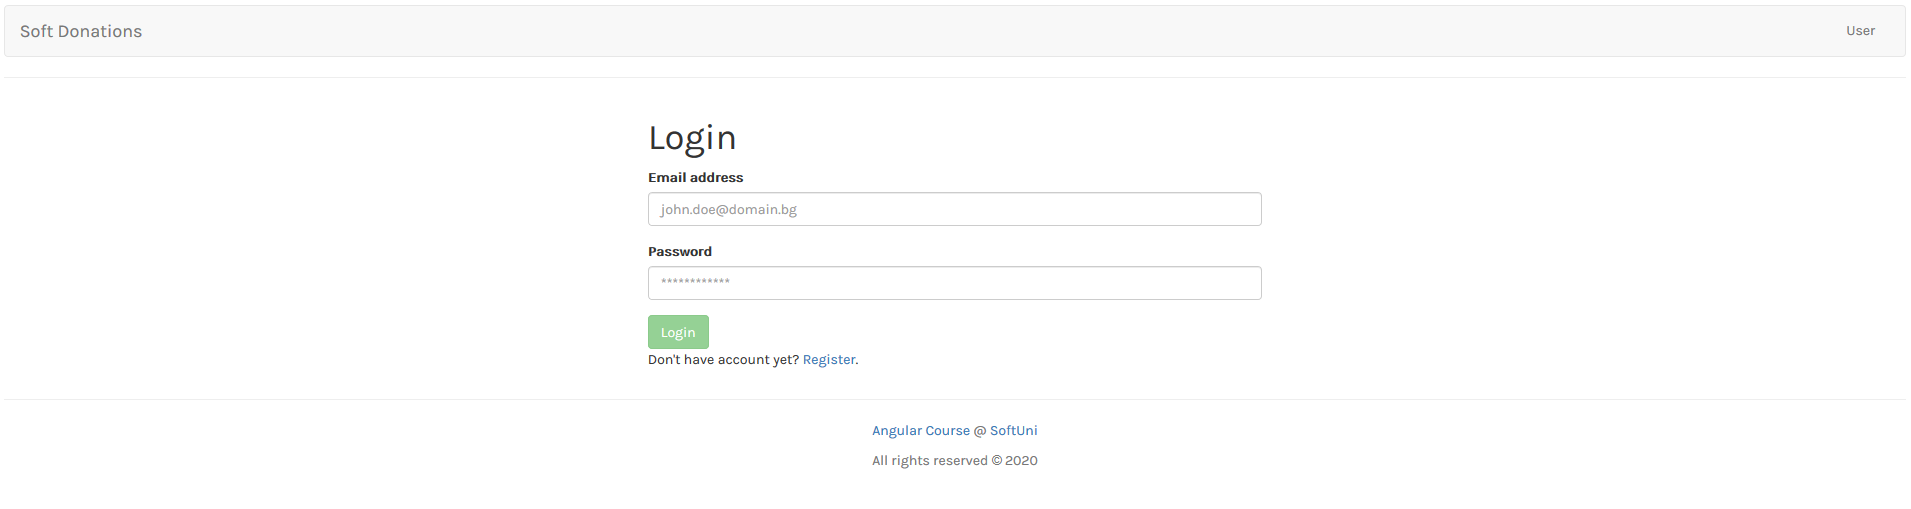 Soft Donations
User
Login
Email address
john.doe@domain.bg
Password
************
Login
Don't have account yet? Register.
Angular Course @ SoftUni
All rights reserved © 2020